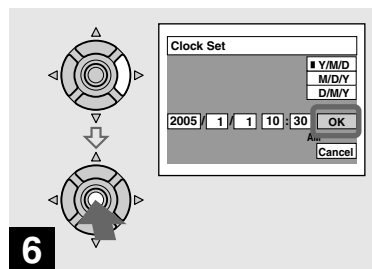 Clock Set
Y/M/D
M/D/Y
D/M/Y
2005 / 1 / 1 10 : 30 OK
AM
Cancel
6